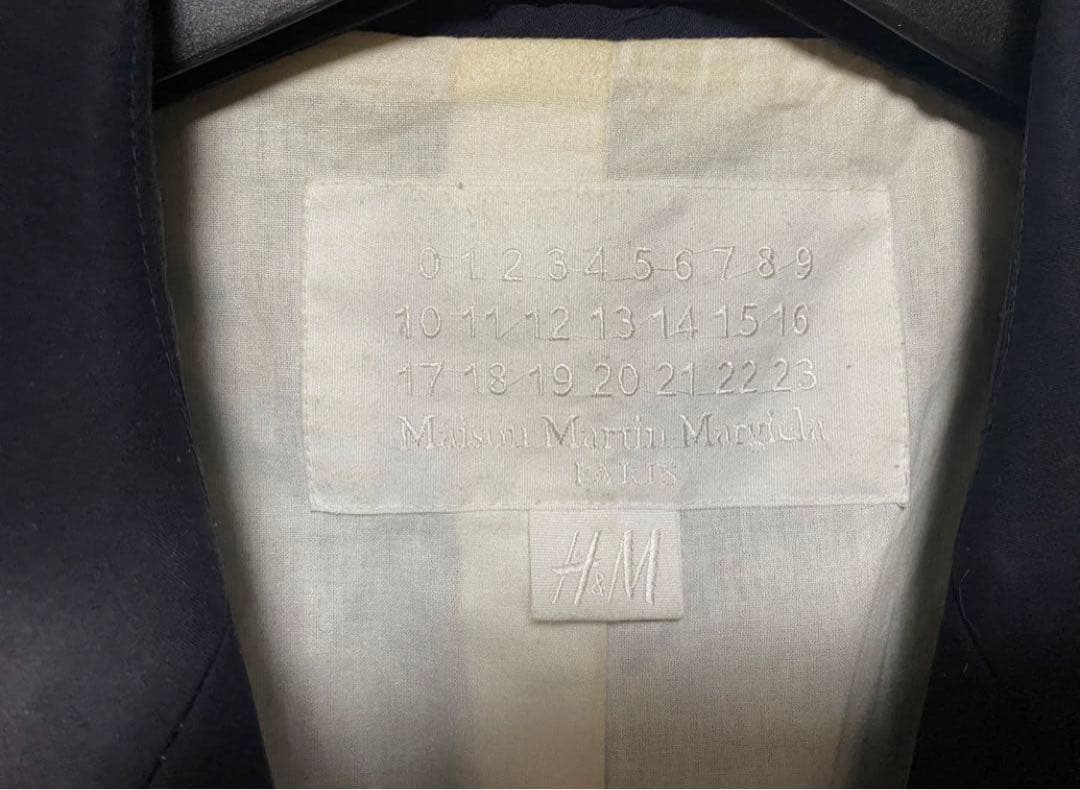 0 1 2 3 4 5 6 7 8 9
10 11 12 13 14 15 16
17 18 19 20 21 22 23
Maison Martin Margiela
PARIS
H&M